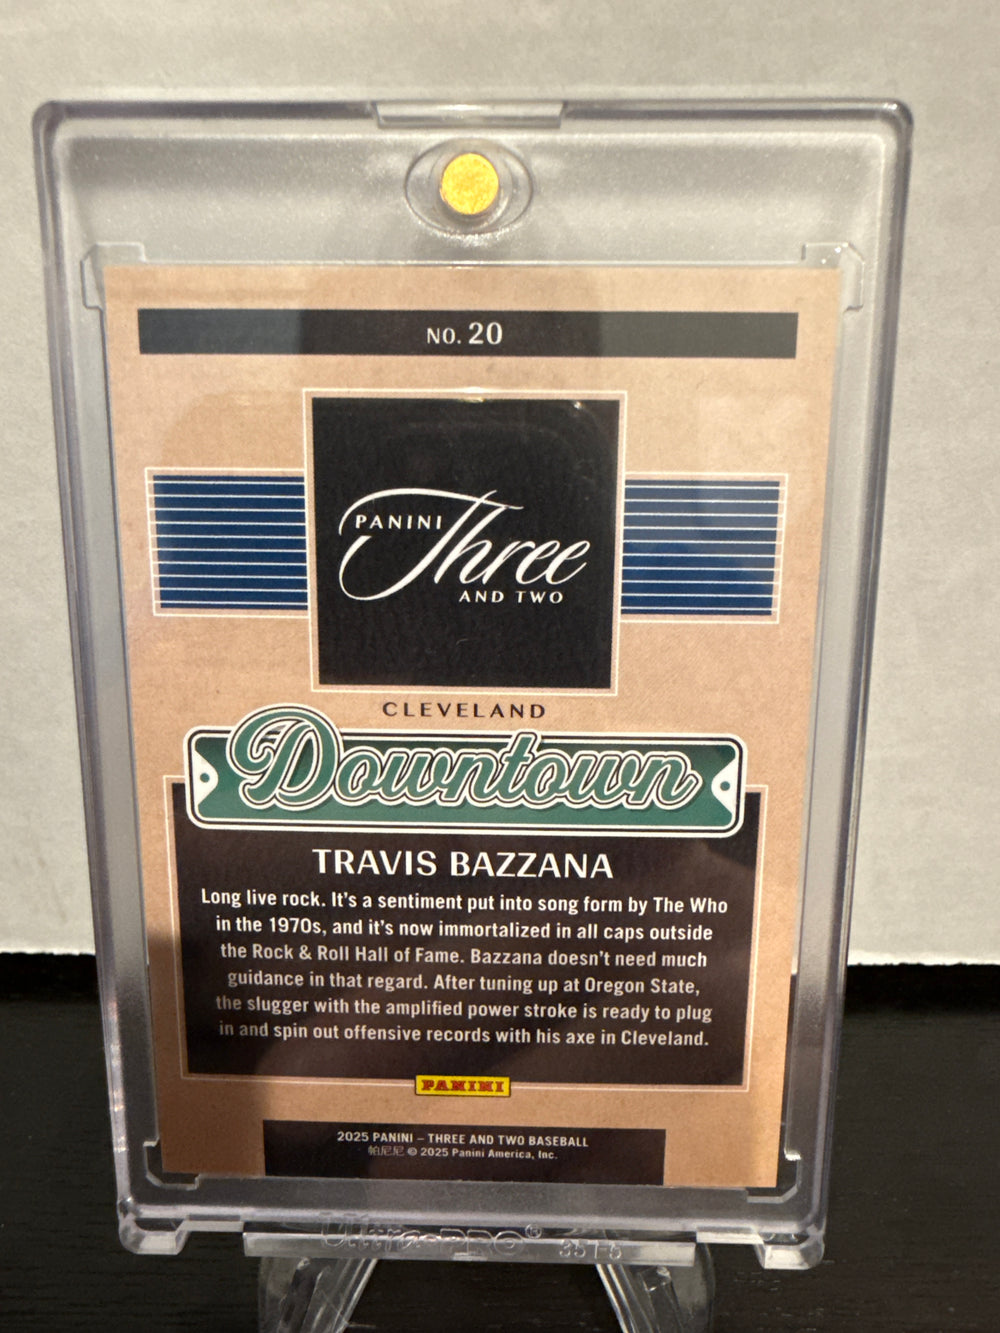 NO. 20
PANINI
Three
AND TWO
CLEVELAND
Downtown
TRAVIS BAZZANA
Long live rock. It's a sentiment put into song form by The Who
in the 1970s, and it's now immortalized in all caps outside
the Rock & Roll Hall of Fame. Bazzana doesn't need much
guidance in that regard. After tuning up at Oregon State,
the slugger with the amplified power stroke is ready to plug
in and spin out offensive records with his axe in Cleveland.
PANINI
2025 PANINI – THREE AND TWO BASEBALL
帕尼尼 © 2025 Panini America, Inc.
Ultra•PRO®